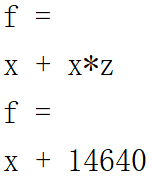 f =
x + x*z
f =
x + 14640